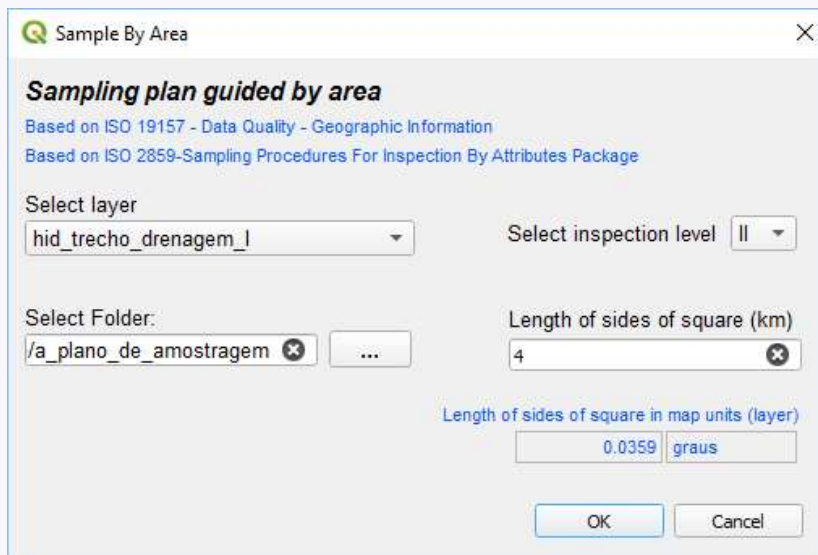 Sample By Area
Sampling plan guided by area
Based on ISO 19157 - Data Quality - Geographic Information
Based on ISO 2859-Sampling Procedures For Inspection By Attributes Package
Select layer
hid_trecho_drenagem_l
Select inspection level II
Select Folder:
/a_plano_de_amostragem ...
Length of sides of square (km)
4
Length of sides of square in map units (layer)
0.0359 graus
OK Cancel